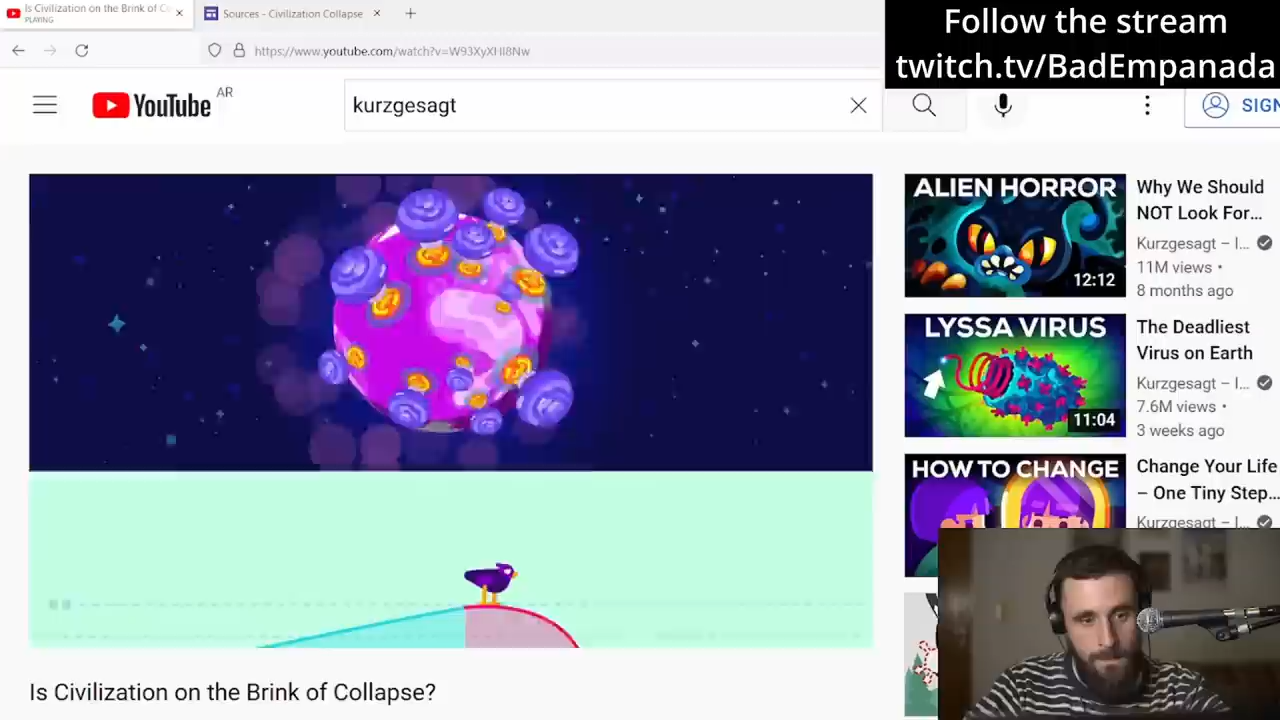 Is Civilization on the Brink of Co
PLAYING
Sources - Civilization Collapse
Follow the stream
twitch.tv/BadEmpanada
https://www.youtube.com/watch?v=W93XyXHI8Nw
YouTube AR
kurzgesagt
SIGN
ALIEN HORROR
12:12
Why We Should
NOT Look For...
Kurzgesagt – I...
11M views •
8 months ago
LYSSA VIRUS
11:04
The Deadliest
Virus on Earth
Kurzgesagt – I...
7.6M views •
3 weeks ago
HOW TO CHANGE
Change Your Life
– One Tiny Step...
Kurzgesagt – I...
Is Civilization on the Brink of Collapse?